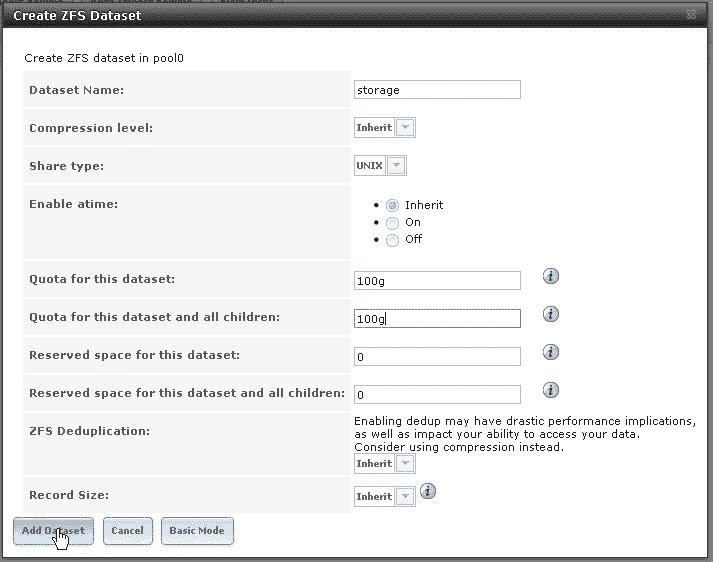 Create ZFS Dataset
Create ZFS dataset in pool0
Dataset Name:
storage
Compression level:
Inherit
Share type:
UNIX
Enable atime:
Inherit
On
Off
Quota for this dataset:
100g
Quota for this dataset and all children:
100g
Reserved space for this dataset:
0
Reserved space for this dataset and all children:
0
ZFS Deduplication:
Enabling dedup may have drastic performance implications,
as well as impact your ability to access your data.
Consider using compression instead.
Inherit
Record Size:
Inherit
Add Dataset
Cancel
Basic Mode